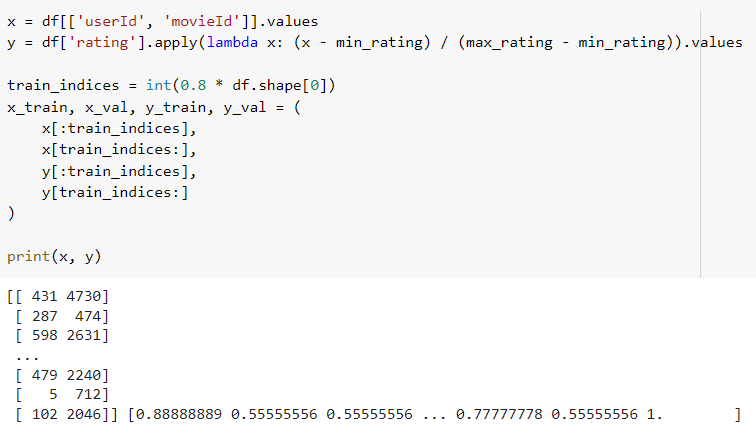 x = df[['userId', 'movieId']].values
y = df['rating'].apply(lambda x: (x - min_rating) / (max_rating - min_rating)).values
train_indices = int(0.8 * df.shape[0])
x_train, x_val, y_train, y_val = (
    x[:train_indices],
    x[train_indices:],
    y[:train_indices],
    y[train_indices:]
)
print(x, y)
[[ 431 4730]
 [ 287  474]
 [ 598 2631]
 ...
 [ 479 2240]
 [   5  712]
 [ 102 2046]] [0.88888889 0.55555556 0.55555556 ... 0.77777778 0.55555556 1.        ]